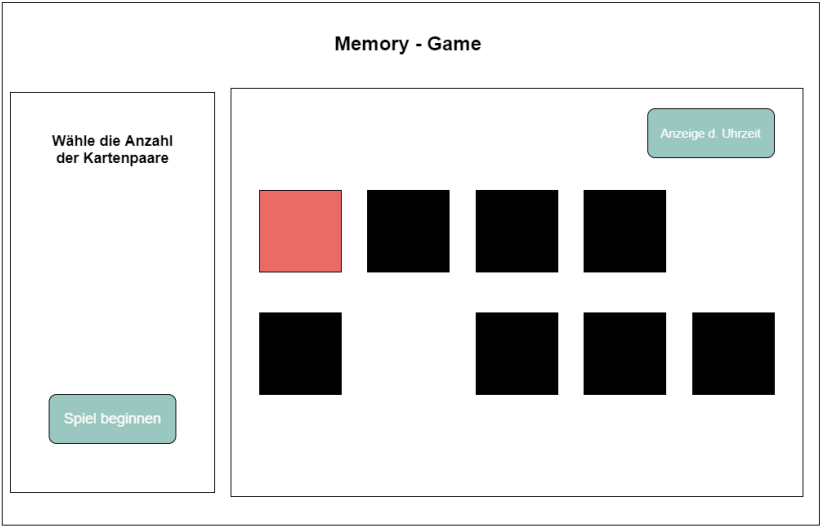 Memory - Game
Wähle die Anzahl
der Kartenpaare
Spiel beginnen
Anzeige d. Uhrzeit